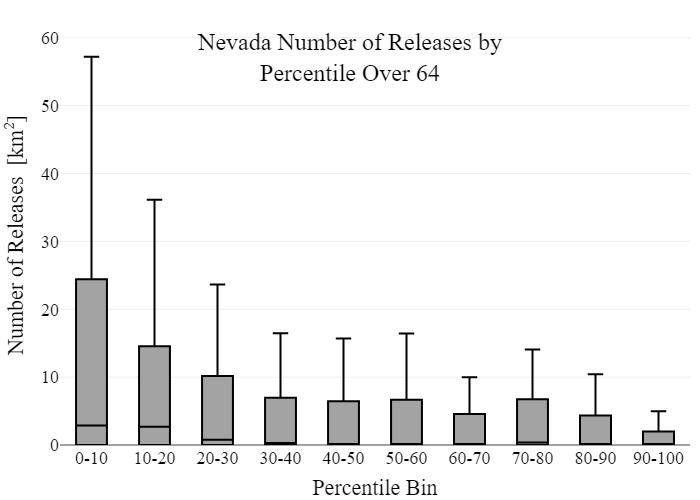 Nevada Number of Releases by
Percentile Over 64
Number of Releases [km²]
60
50
40
30
20
10
0
0-10 10-20 20-30 30-40 40-50 50-60 60-70 70-80 80-90 90-100
Percentile Bin